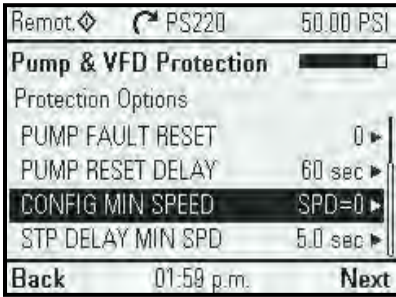 Remot. PS220 50.00 PSI
Pump & VFD Protection
Protection Options
PUMP FAULT RESET 0
PUMP RESET DELAY 60 sec
CONFIG MIN SPEED SPD=0
STP DELAY MIN SPD 5.0 sec
Back 01:59 p.m. Next